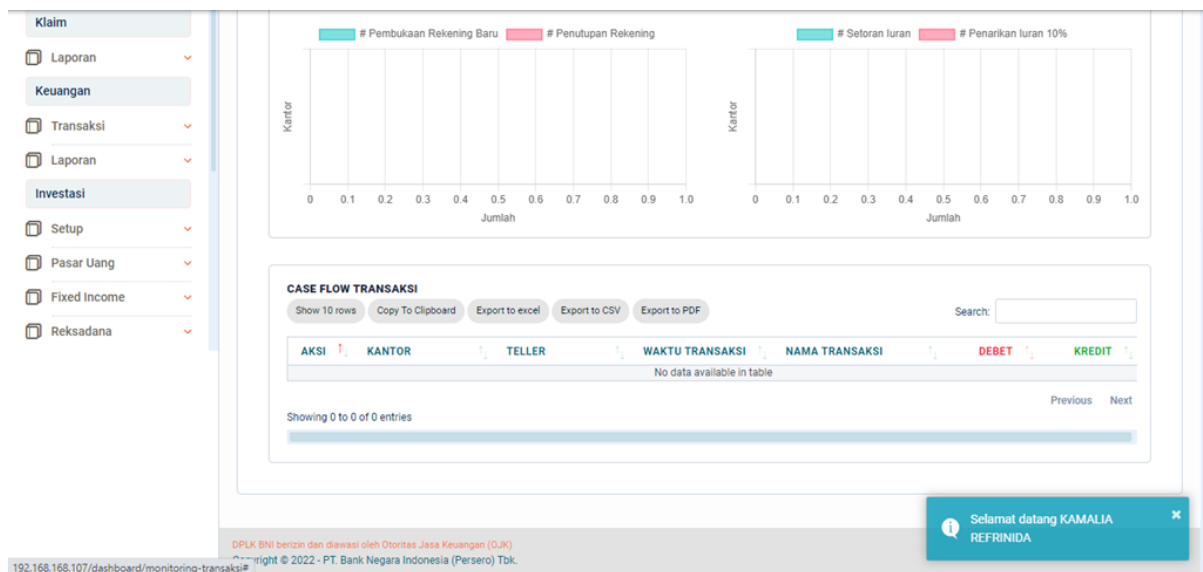 Klaim
Laporan
Keuangan
Transaksi
Laporan
Investasi
Setup
Pasar Uang
Fixed Income
Reksadana
# Pembukaan Rekening Baru # Penutupan Rekening
Kantor
0 0.1 0.2 0.3 0.4 0.5 0.6 0.7 0.8 0.9 1.0
Jumlah
# Setoran Iuran # Penarikan Iuran 10%
Kantor
0 0.1 0.2 0.3 0.4 0.5 0.6 0.7 0.8 0.9 1.0
Jumlah
CASE FLOW TRANSAKSI
Show 10 rows Copy To Clipboard Export to excel Export to CSV Export to PDF Search:
AKSI KANTOR TELLER WAKTU TRANSAKSI NAMA TRANSAKSI DEBET KREDIT
No data available in table
Previous Next
Showing 0 to 0 of 0 entries
Selamat datang KAMALIA
REFRINIDA
DPLK BNI berizin dan diawasi oleh Otoritas Jasa Keuangan (OJK)
Copyright © 2022 - PT. Bank Negara Indonesia (Persero) Tbk.
192.168.168.107/dashboard/monitoring-transaksi#